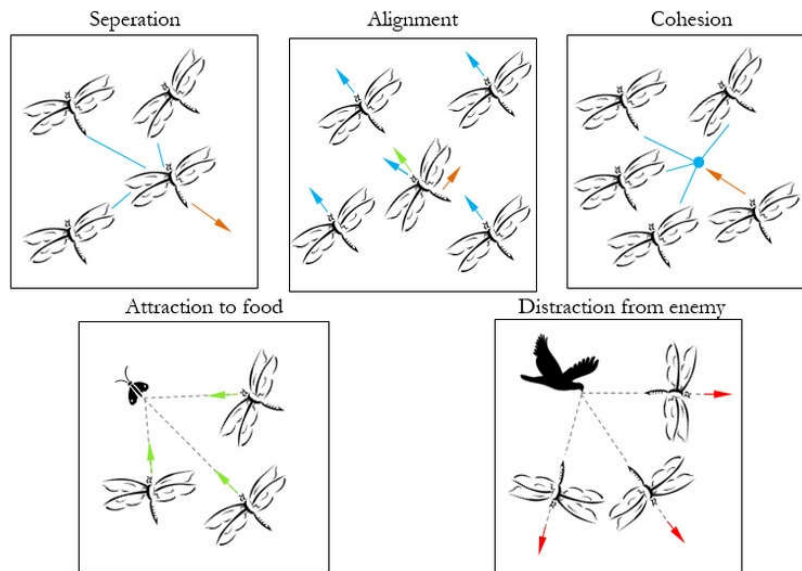 Seperation
Alignment
Cohesion
Attraction to food
Distraction from enemy